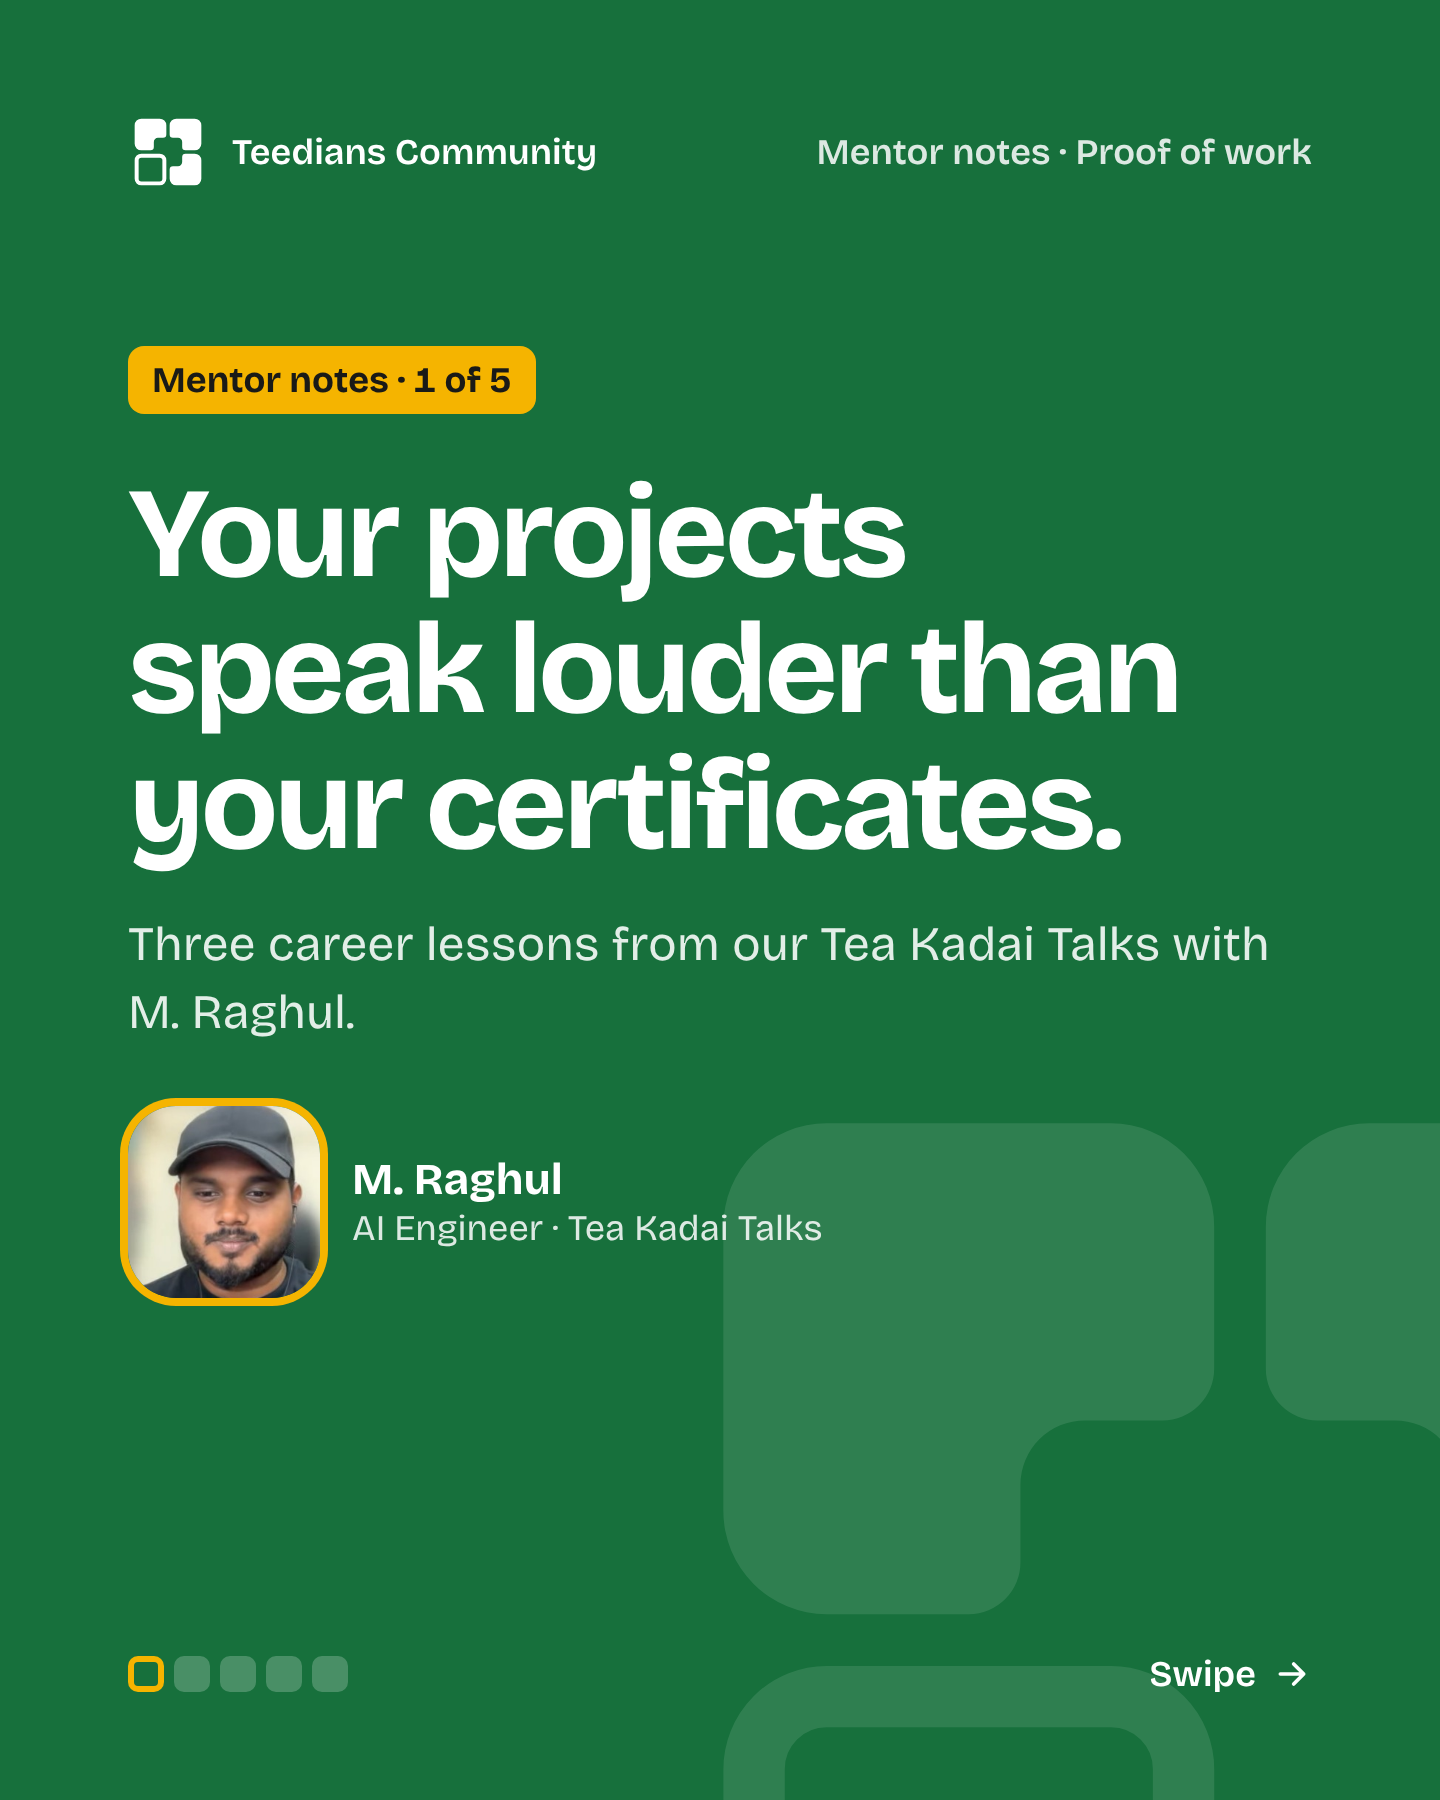 Teedians Community
Mentor notes · Proof of work
Mentor notes · 1 of 5
Your projects
speak louder than
your certificates.
Three career lessons from our Tea Kadai Talks with
M. Raghul.
M. Raghul
AI Engineer · Tea Kadai Talks
Swipe →